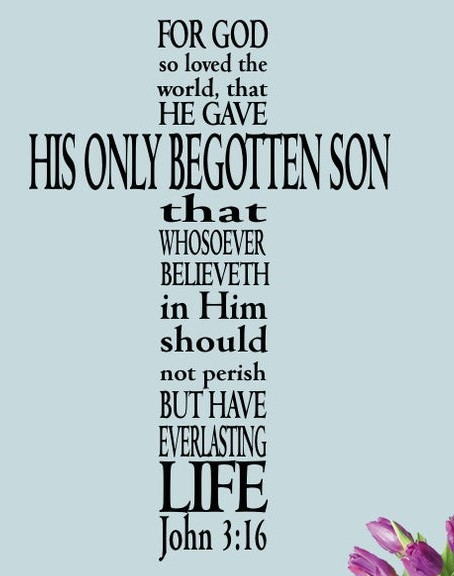 FOR GOD
so loved the
world, that
HE GAVE
HIS ONLY BEGOTTEN SON
that
WHOSOEVER
BELIEVETH
in Him
should
not perish
BUT HAVE
EVERLASTING
LIFE
John 3:16